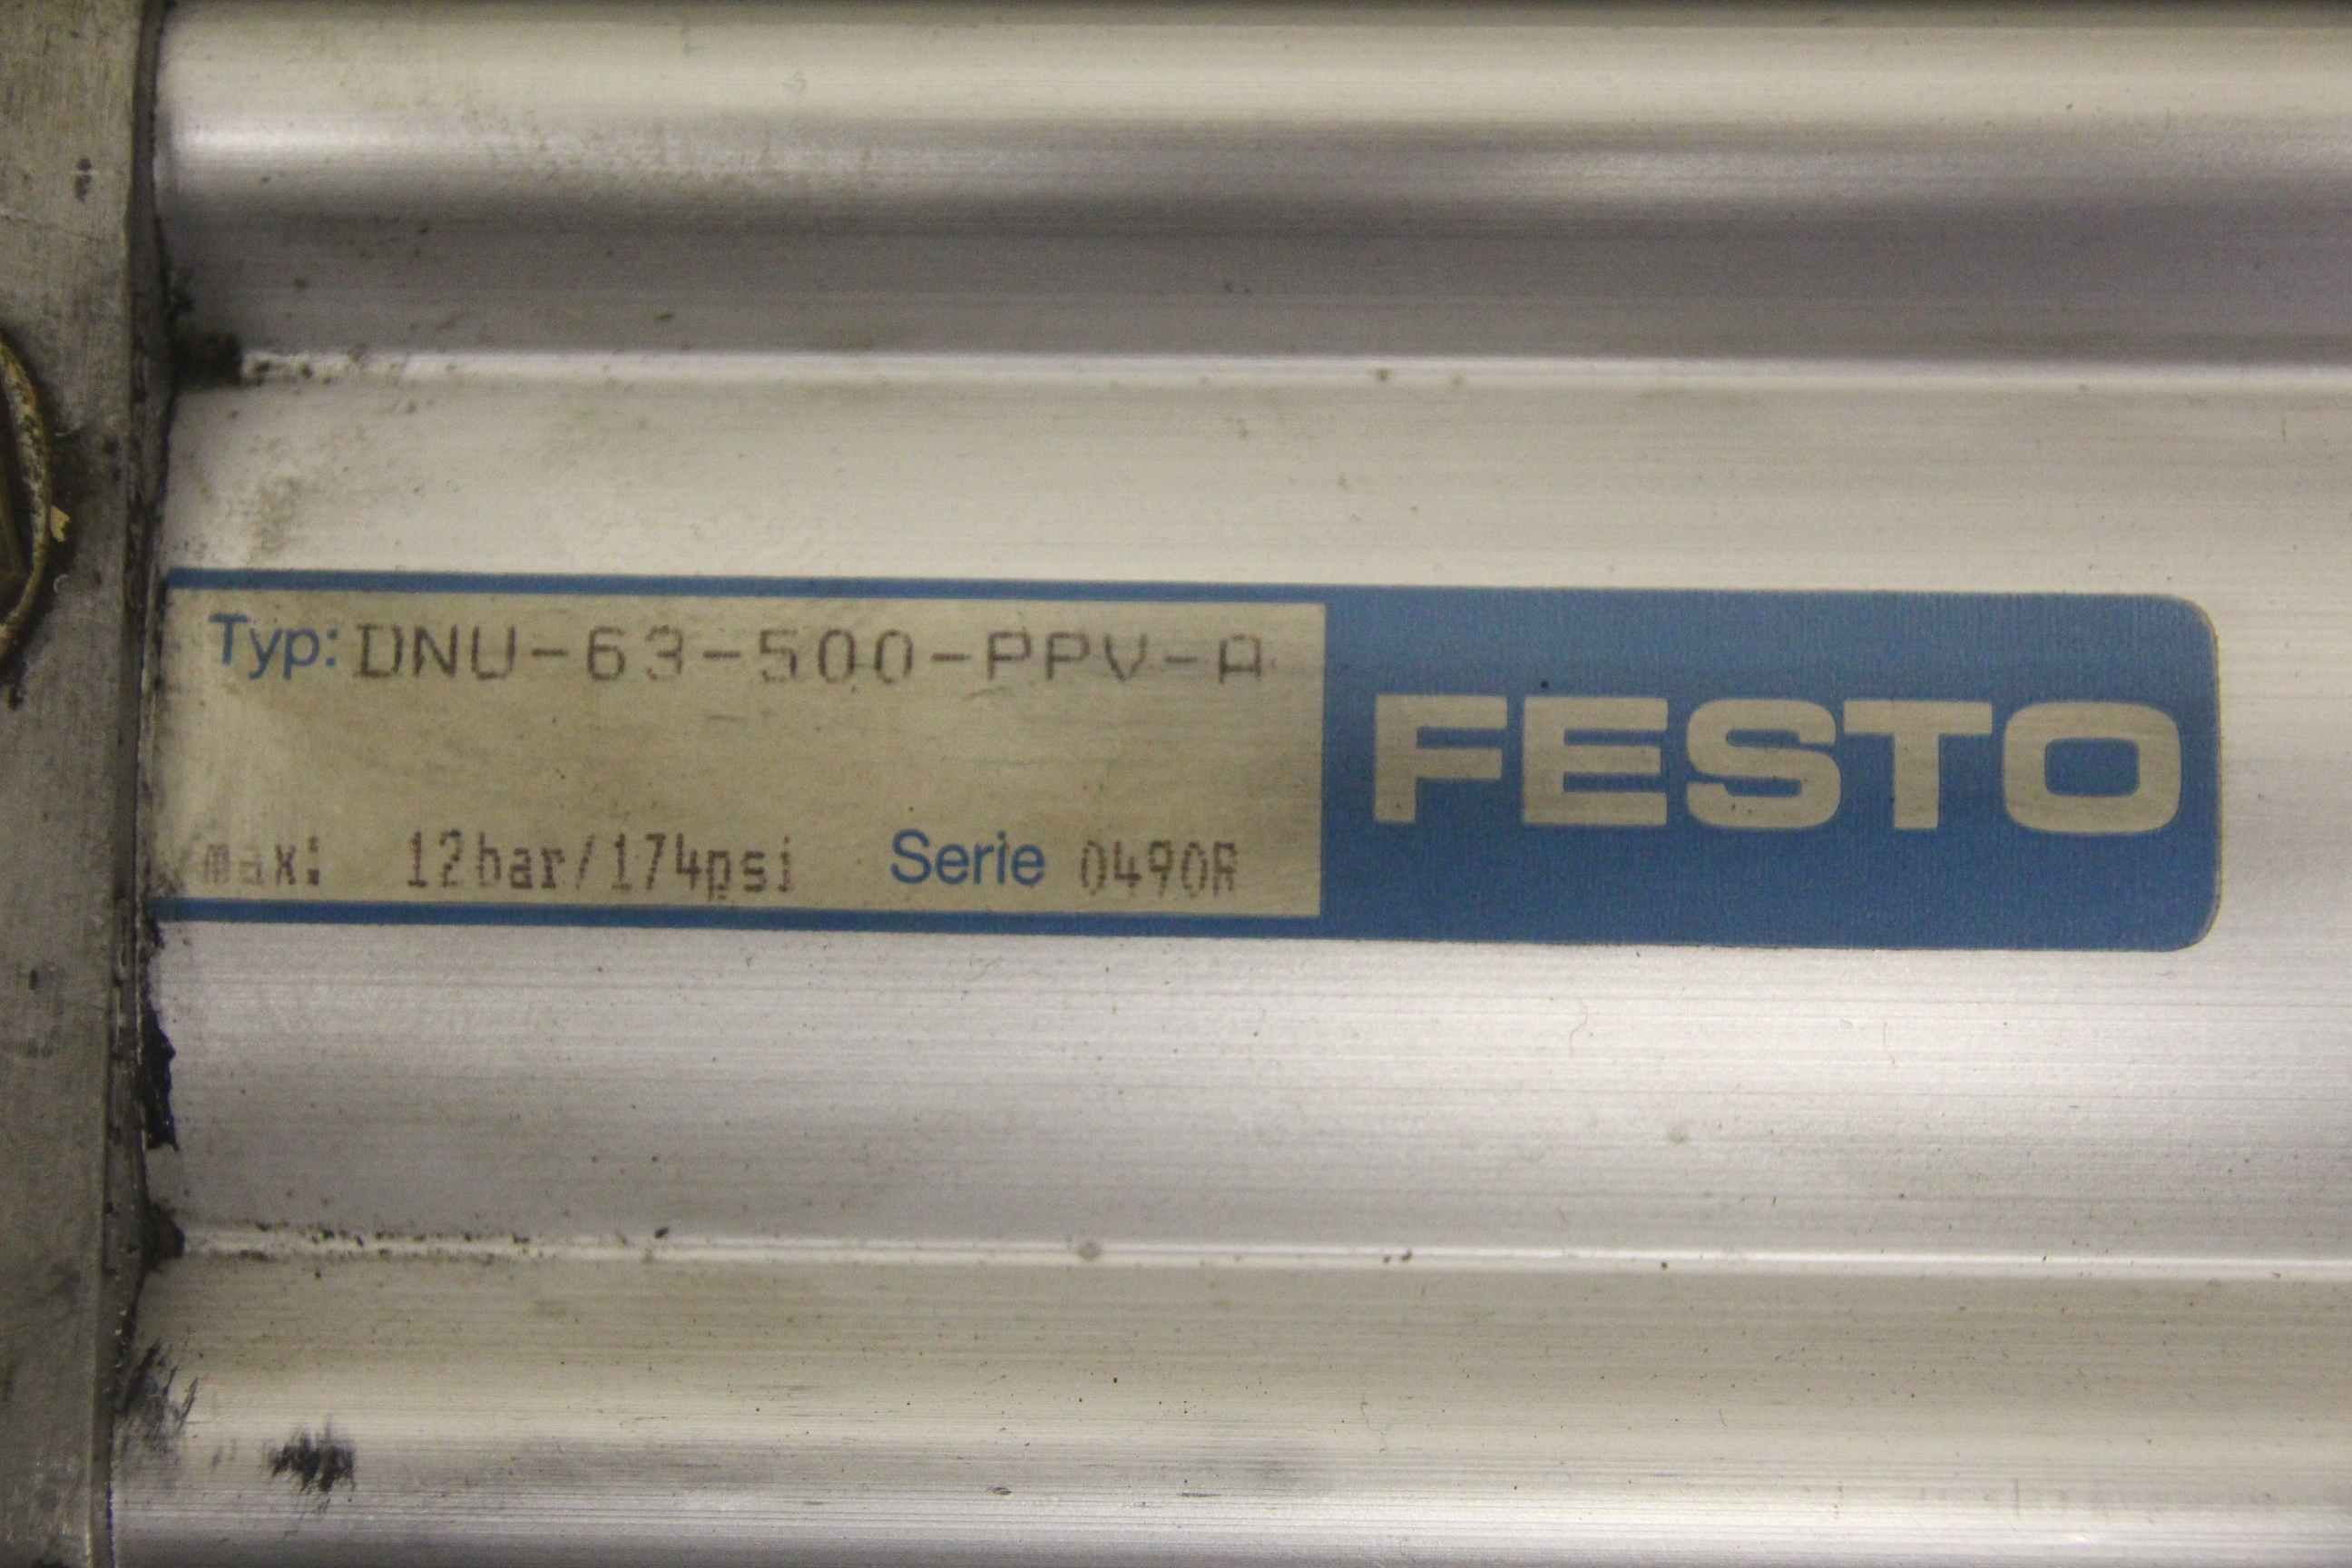 Typ: DNU-63-500-PPV-A
FESTO
max: 12bar/174psi Serie 0490R